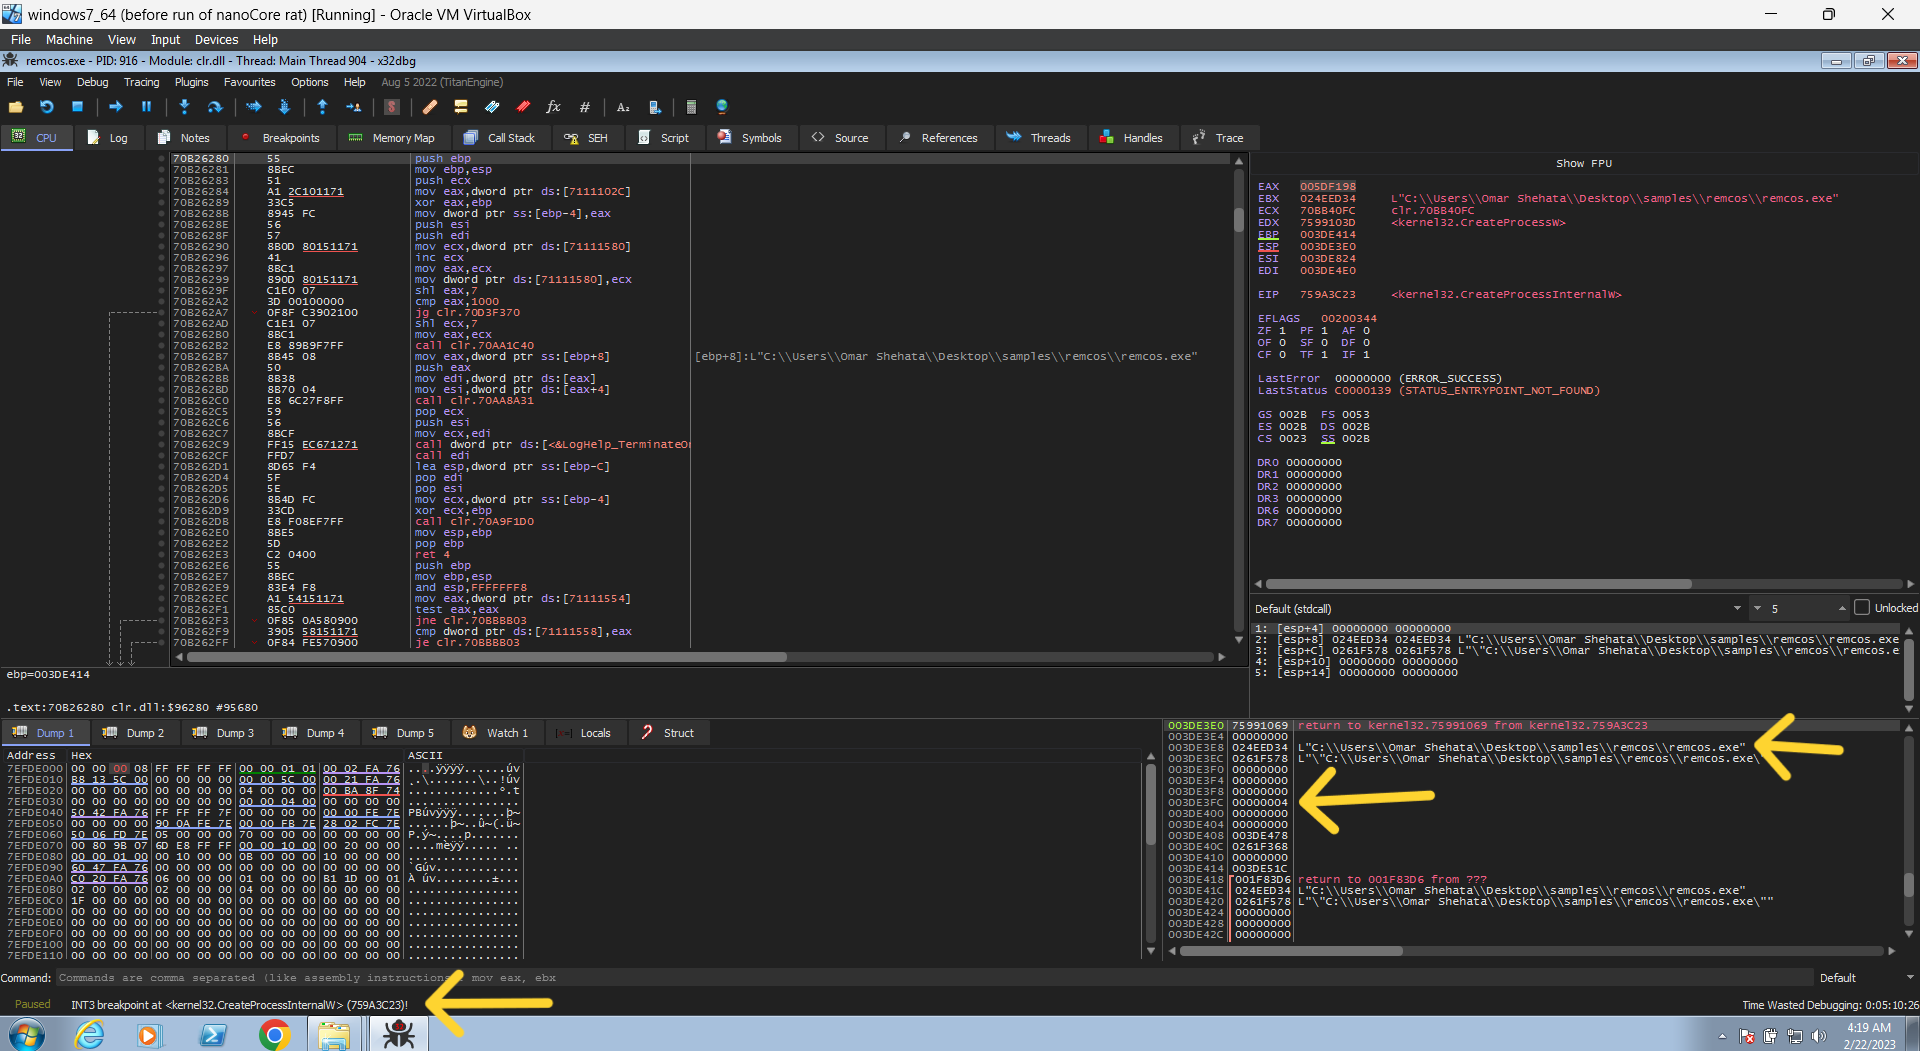 windows7_64 (before run of nanoCore rat) [Running] - Oracle VM VirtualBox
File Machine View Input Devices Help
remcos.exe - PID: 916 - Module: clr.dll - Thread: Main Thread 904 - x32dbg
File View Debug Tracing Plugins Favourites Options Help Aug 5 2022 (TitanEngine)
CPU Log Notes Breakpoints Memory Map Call Stack SEH Script Symbols Source References Threads Handles Trace
70B26280 55 push ebp
70B26281 8BEC mov ebp,esp
70B26283 51 push ecx
70B26284 A1 2C101171 mov eax,dword ptr ds:[7111102C]
70B26289 33C5 xor eax,ebp
70B2628B 8945 FC mov dword ptr ss:[ebp-4],eax
70B2628E 56 push esi
70B2628F 57 push edi
70B26290 8B0D 80151171 mov ecx,dword ptr ds:[71111580]
70B26296 41 inc ecx
70B26297 8BC1 mov eax,ecx
70B26299 890D 80151171 mov dword ptr ds:[71111580],ecx
70B2629F C1E0 07 shl eax,7
70B262A2 3D 00100000 cmp eax,1000
70B262A7 0F8F C3902100 jg clr.70D3F370
70B262AD C1E1 07 shl ecx,7
70B262B0 8BC1 mov eax,ecx
70B262B2 E8 89B9F7FF call clr.70AA1C40
70B262B7 8B45 08 mov eax,dword ptr ss:[ebp+8] [ebp+8]:L"C:\\Users\\Omar Shehata\\Desktop\\samples\\remcos\\remcos.exe"
70B262BA 50 push eax
70B262BB 8B38 mov edi,dword ptr ds:[eax]
70B262BD 8B70 04 mov esi,dword ptr ds:[eax+4]
70B262C0 E8 6C27F8FF call clr.70AA8A31
70B262C5 59 pop ecx
70B262C6 56 push esi
70B262C7 8BCF mov ecx,edi
70B262C9 FF15 EC671271 call dword ptr ds:[<&LogHelp_TerminateOn
70B262CF FFD7 call edi
70B262D1 8D65 F4 lea esp,dword ptr ss:[ebp-C]
70B262D4 5F pop edi
70B262D5 5E pop esi
70B262D6 8B4D FC mov ecx,dword ptr ss:[ebp-4]
70B262D9 33CD xor ecx,ebp
70B262DB E8 F08EF7FF call clr.70A9F1D0
70B262E0 8BE5 mov esp,ebp
70B262E2 5D pop ebp
70B262E3 C2 0400 ret 4
70B262E6 55 push ebp
70B262E7 8BEC mov ebp,esp
70B262E9 83E4 F8 and esp,FFFFFFF8
70B262EC A1 54151171 mov eax,dword ptr ds:[71111554]
70B262F1 85C0 test eax,eax
70B262F3 0F85 0A580900 jne clr.70BBBB03
70B262F9 3905 58151171 cmp dword ptr ds:[71111558],eax
70B262FF 0F84 FE570900 je clr.70BBBB03
ebp=003DE414
.text:70B26280 clr.dll:$96280 #95680
Show FPU
EAX 005DF198
EBX 024EED34 L"C:\\Users\\Omar Shehata\\Desktop\\samples\\remcos\\remcos.exe"
ECX 70BB40FC clr.70BB40FC
EDX 7599103D <kernel32.CreateProcessW>
EBP 003DE414
ESP 003DE3E0
ESI 003DE824
EDI 003DE4E0
EIP 759A3C23 <kernel32.CreateProcessInternalW>
EFLAGS 00200344
ZF 1 PF 1 AF 0
OF 0 SF 0 DF 0
CF 0 TF 1 IF 1
LastError 00000000 (ERROR_SUCCESS)
LastStatus C0000139 (STATUS_ENTRYPOINT_NOT_FOUND)
GS 002B FS 0053
ES 002B DS 002B
CS 0023 SS 002B
DR0 00000000
DR1 00000000
DR2 00000000
DR3 00000000
DR6 00000000
DR7 00000000
Default (stdcall) 5 Unlocked
1: [esp+4] 00000000 00000000
2: [esp+8] 024EED34 024EED34 L"C:\\Users\\Omar Shehata\\Desktop\\samples\\remcos\\remcos.exe
3: [esp+C] 0261F578 0261F578 L"\"C:\\Users\\Omar Shehata\\Desktop\\samples\\remcos\\remcos.e
4: [esp+10] 00000000 00000000
5: [esp+14] 00000000 00000000
Dump 1 Dump 2 Dump 3 Dump 4 Dump 5 Watch 1 Locals Struct
Address Hex ASCII
7EFDE000 00 00 00 08 FF FF FF FF 00 00 01 01 00 02 FA 76
7EFDE010 B8 13 5C 00 00 00 00 00 00 00 5C 00 00 21 FA 76
7EFDE020 00 00 00 00 00 00 00 00 04 00 00 00 00 BA 8F 74
7EFDE030 00 00 00 00 00 00 00 00 00 00 04 00 00 00 00 00
7EFDE040 50 42 FA 76 FF FF FF 7F 00 00 00 00 00 00 FE 7E
7EFDE050 00 00 00 00 90 0A FE 7E 00 00 FB 7E 28 02 FC 7E
7EFDE060 50 06 FD 7E 05 00 00 00 70 00 00 00 00 00 00 00
7EFDE070 00 80 9B 07 6D E8 FF FF 00 00 10 00 00 20 00 00
7EFDE080 00 00 01 00 00 10 00 00 0B 00 00 00 10 00 00 00
7EFDE090 60 47 FA 76 00 00 00 00 00 00 00 00 00 00 00 00
7EFDE0A0 C0 20 FA 76 06 00 00 00 01 00 00 00 B1 1D 00 01
7EFDE0B0 02 00 00 00 02 00 00 00 04 00 00 00 00 00 00 00
7EFDE0C0 1F 00 00 00 00 00 00 00 00 00 00 00 00 00 00 00
7EFDE0D0 00 00 00 00 00 00 00 00 00 00 00 00 00 00 00 00
7EFDE0E0 00 00 00 00 00 00 00 00 00 00 00 00 00 00 00 00
7EFDE0F0 00 00 00 00 00 00 00 00 00 00 00 00 00 00 00 00
7EFDE100 00 00 00 00 00 00 00 00 00 00 00 00 00 00 00 00
7EFDE110 00 00 00 00 00 00 00 00 00 00 00 00 00 00 00 00
003DE3E0 75991069 return to kernel32.75991069 from kernel32.759A3C23
003DE3E4 00000000
003DE3E8 024EED34 L"C:\\Users\\Omar Shehata\\Desktop\\samples\\remcos\\remcos.exe"
003DE3EC 0261F578 L"\"C:\\Users\\Omar Shehata\\Desktop\\samples\\remcos\\remcos.exe\
003DE3F0 00000000
003DE3F4 00000000
003DE3F8 00000000
003DE3FC 00000004
003DE400 00000000
003DE404 00000000
003DE408 003DE478
003DE40C 0261F368
003DE410 00000000
003DE414 003DE51C
003DE418 001F83D6 return to 001F83D6 from ???
003DE41C 024EED34 L"C:\\Users\\Omar Shehata\\Desktop\\samples\\remcos\\remcos.exe"
003DE420 0261F578 L"\"C:\\Users\\Omar Shehata\\Desktop\\samples\\remcos\\remcos.exe\""
003DE424 00000000
003DE428 00000000
003DE42C 00000000
Command: Commands are comma separated (like assembly instructions mov eax, ebx Default
Paused INT3 breakpoint at <kernel32.CreateProcessInternalW> (759A3C23)! Time Wasted Debugging: 0:05:10:26
4:19 AM
2/22/2023